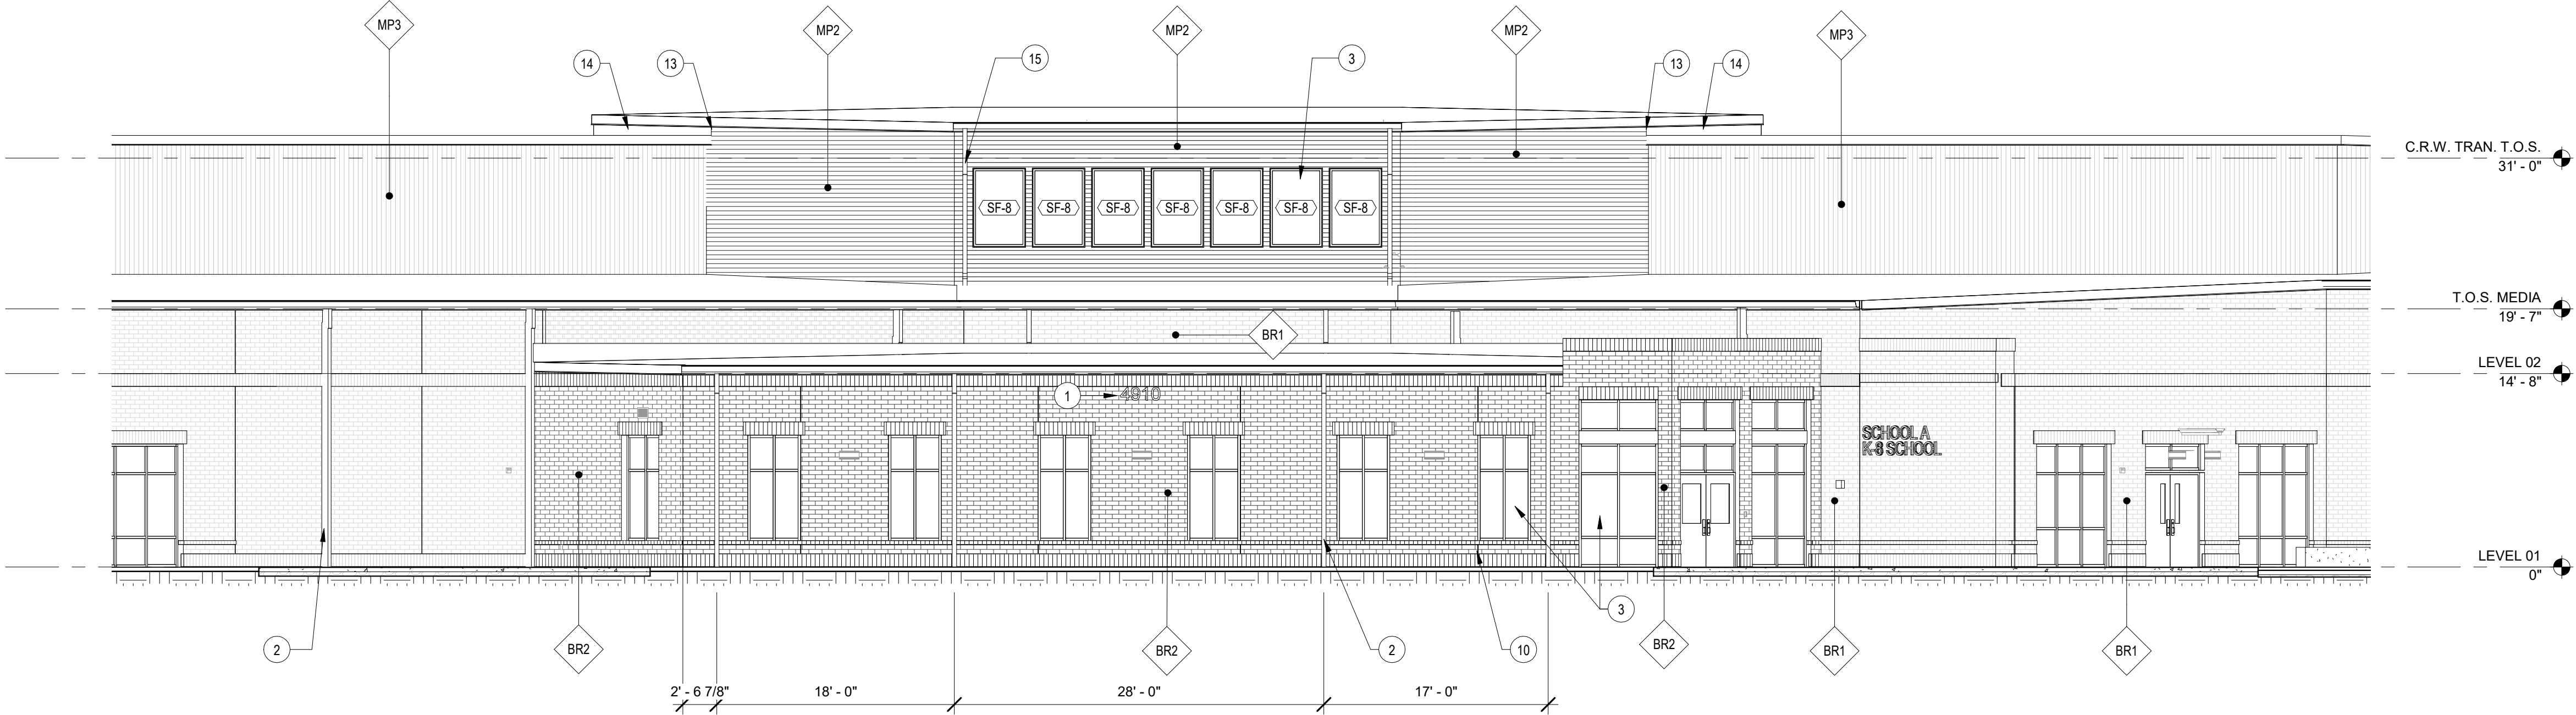 MP3
MP2
MP2
MP2
MP3
14
13
15
3
13
14
C.R.W. TRAN. T.O.S.
31' - 0"
SF-8 SF-8 SF-8 SF-8 SF-8 SF-8 SF-8
T.O.S. MEDIA
19' - 7"
BR1
LEVEL 02
14' - 8"
1
4910
SCHOOL A
K-8 SCHOOL
LEVEL 01
0"
2
BR2
BR2
3
2
10
BR2
BR1
BR1
2' - 6 7/8"
18' - 0"
28' - 0"
17' - 0"